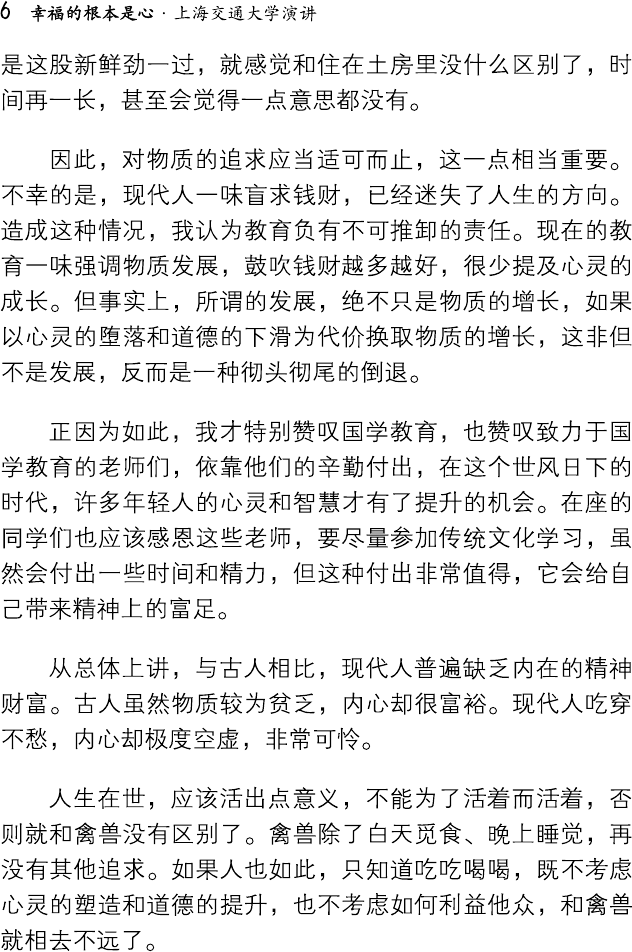 6 幸福的根本是心·上海交通大学演讲
是这股新鲜劲一过，就感觉和住在土房里没什么区别了，时
间再一长，甚至会觉得一点意思都没有。
因此，对物质的追求应当适可而止，这一点相当重要。
不幸的是，现代人一味盲求钱财，已经迷失了人生的方向。
造成这种情况，我认为教育负有不可推卸的责任。现在的教
育一味强调物质发展，鼓吹钱财越多越好，很少提及心灵的
成长。但事实上，所谓的发展，绝不只是物质的增长，如果
以心灵的堕落和道德的下滑为代价换取物质的增长，这非但
不是发展，反而是一种彻头彻尾的倒退。
正因为如此，我才特别赞叹国学教育，也赞叹致力于国
学教育的老师们，依靠他们的辛勤付出，在这个世风日下的
时代，许多年轻人的心灵和智慧才有了提升的机会。在座的
同学们也应该感恩这些老师，要尽量参加传统文化学习，虽
然会付出一些时间和精力，但这种付出非常值得，它会给自
己带来精神上的富足。
从总体上讲，与古人相比，现代人普遍缺乏内在的精神
财富。古人虽然物质较为贫乏，内心却很富裕。现代人吃穿
不愁，内心却极度空虚，非常可怜。
人生在世，应该活出点意义，不能为了活着而活着，否
则就和禽兽没有区别了。禽兽除了白天觅食、晚上睡觉，再
没有其他追求。如果人也如此，只知道吃吃喝喝，既不考虑
心灵的塑造和道德的提升，也不考虑如何利益他众，和禽兽
就相去不远了。